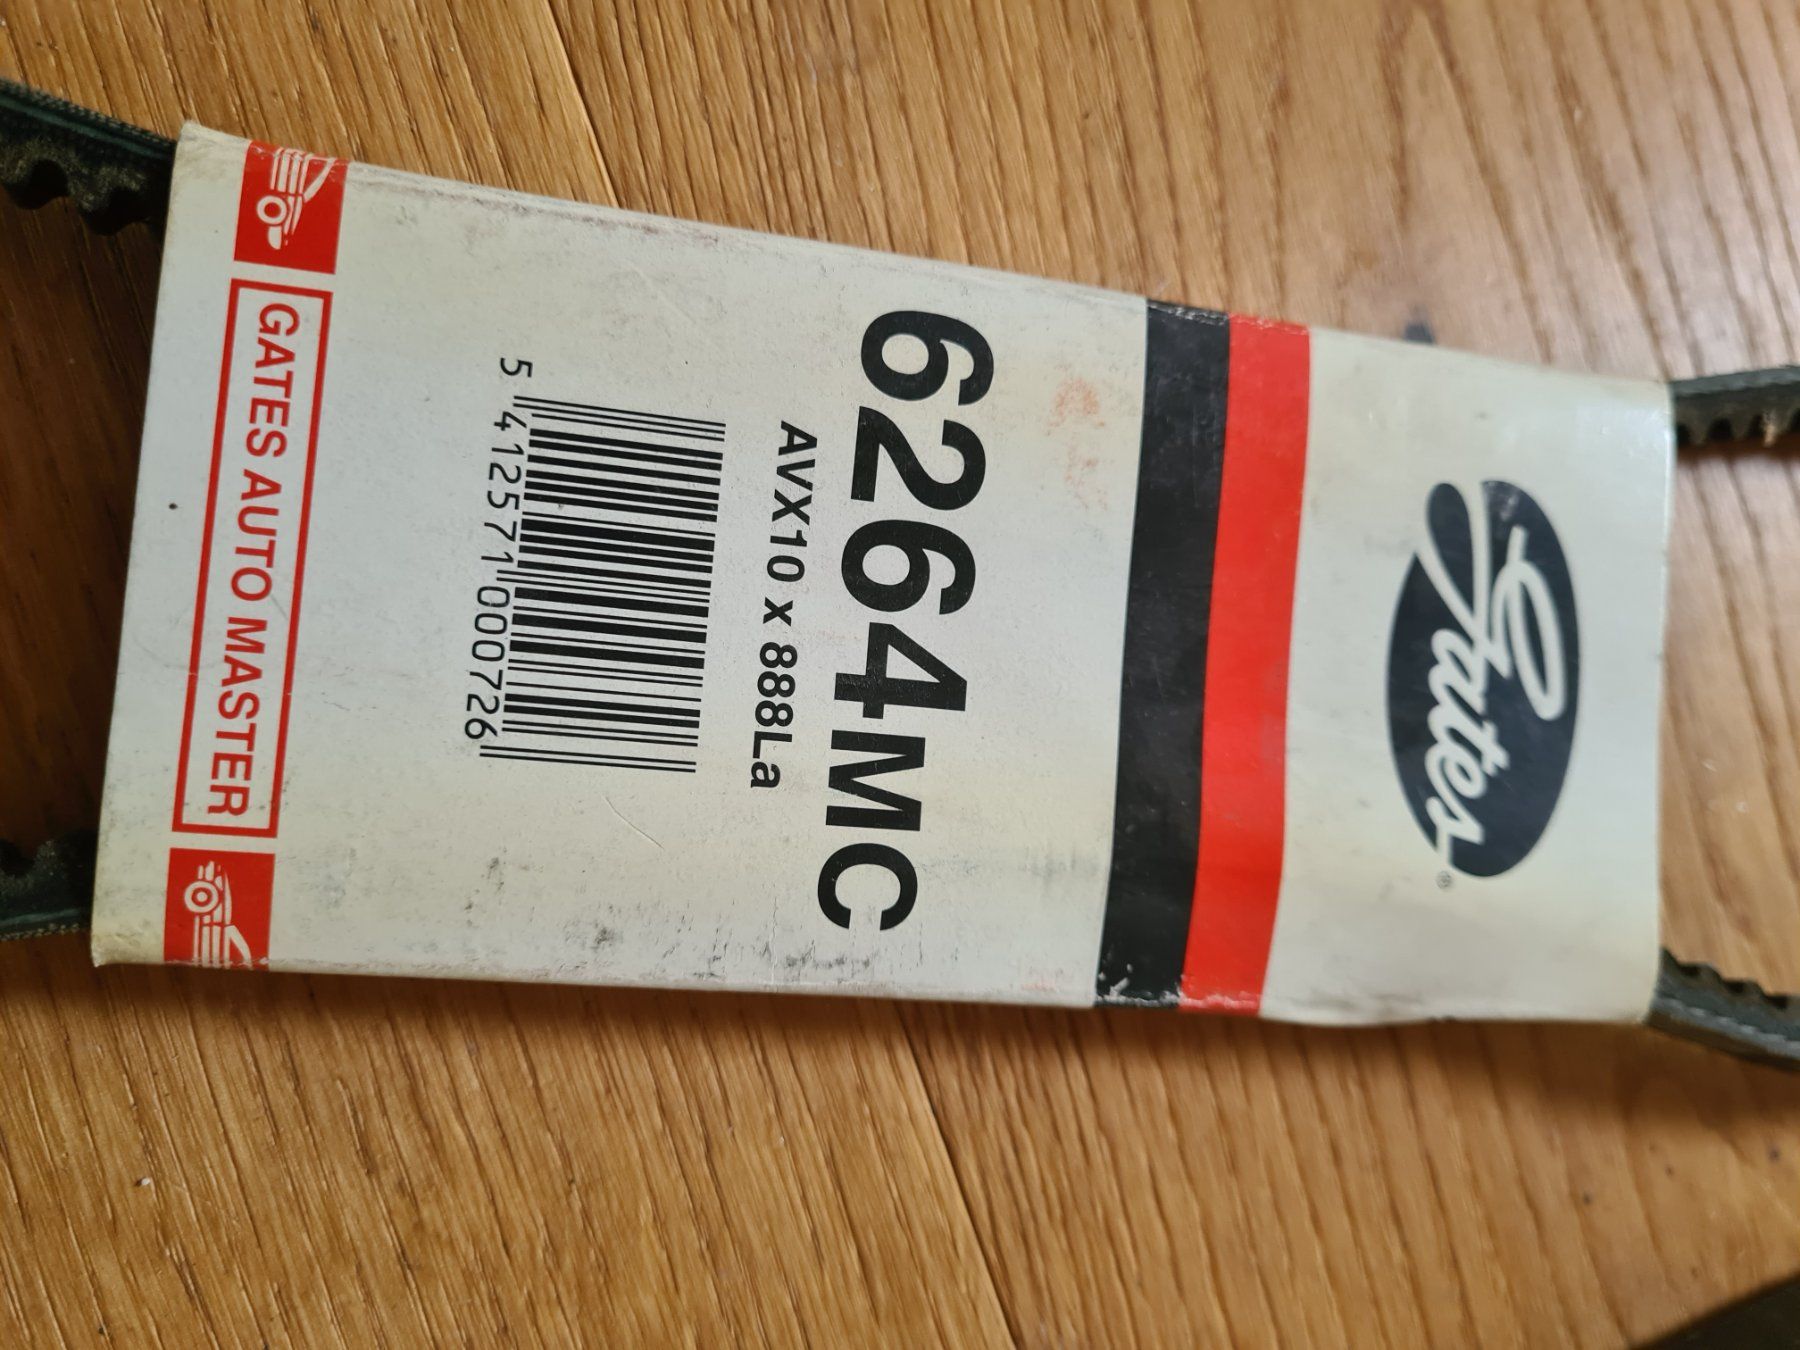 Gates®
6264MC
AVX10 x 888La
5 412571 000726
GATES AUTO MASTER